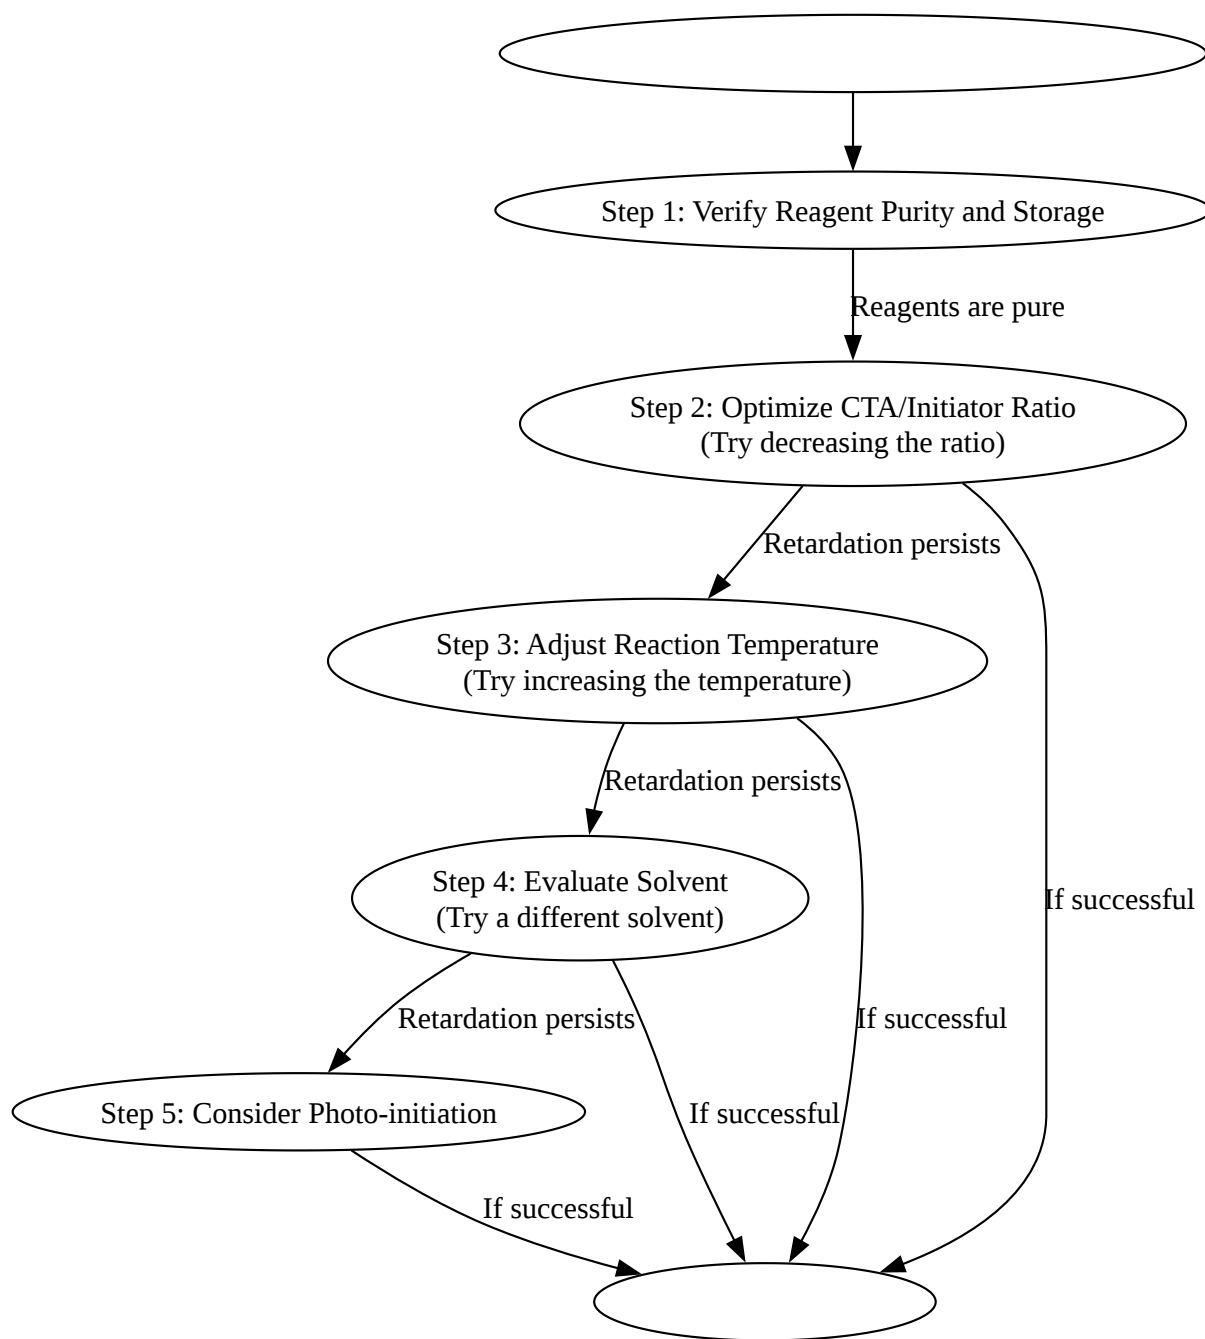 Step 1: Verify Reagent Purity and Storage
Reagents are pure
Step 2: Optimize CTA/Initiator Ratio
(Try decreasing the ratio)
Retardation persists
Step 3: Adjust Reaction Temperature
(Try increasing the temperature)
Retardation persists
Step 4: Evaluate Solvent
(Try a different solvent)
If successful
Retardation persists
If successful
Step 5: Consider Photo-initiation
If successful
If successful